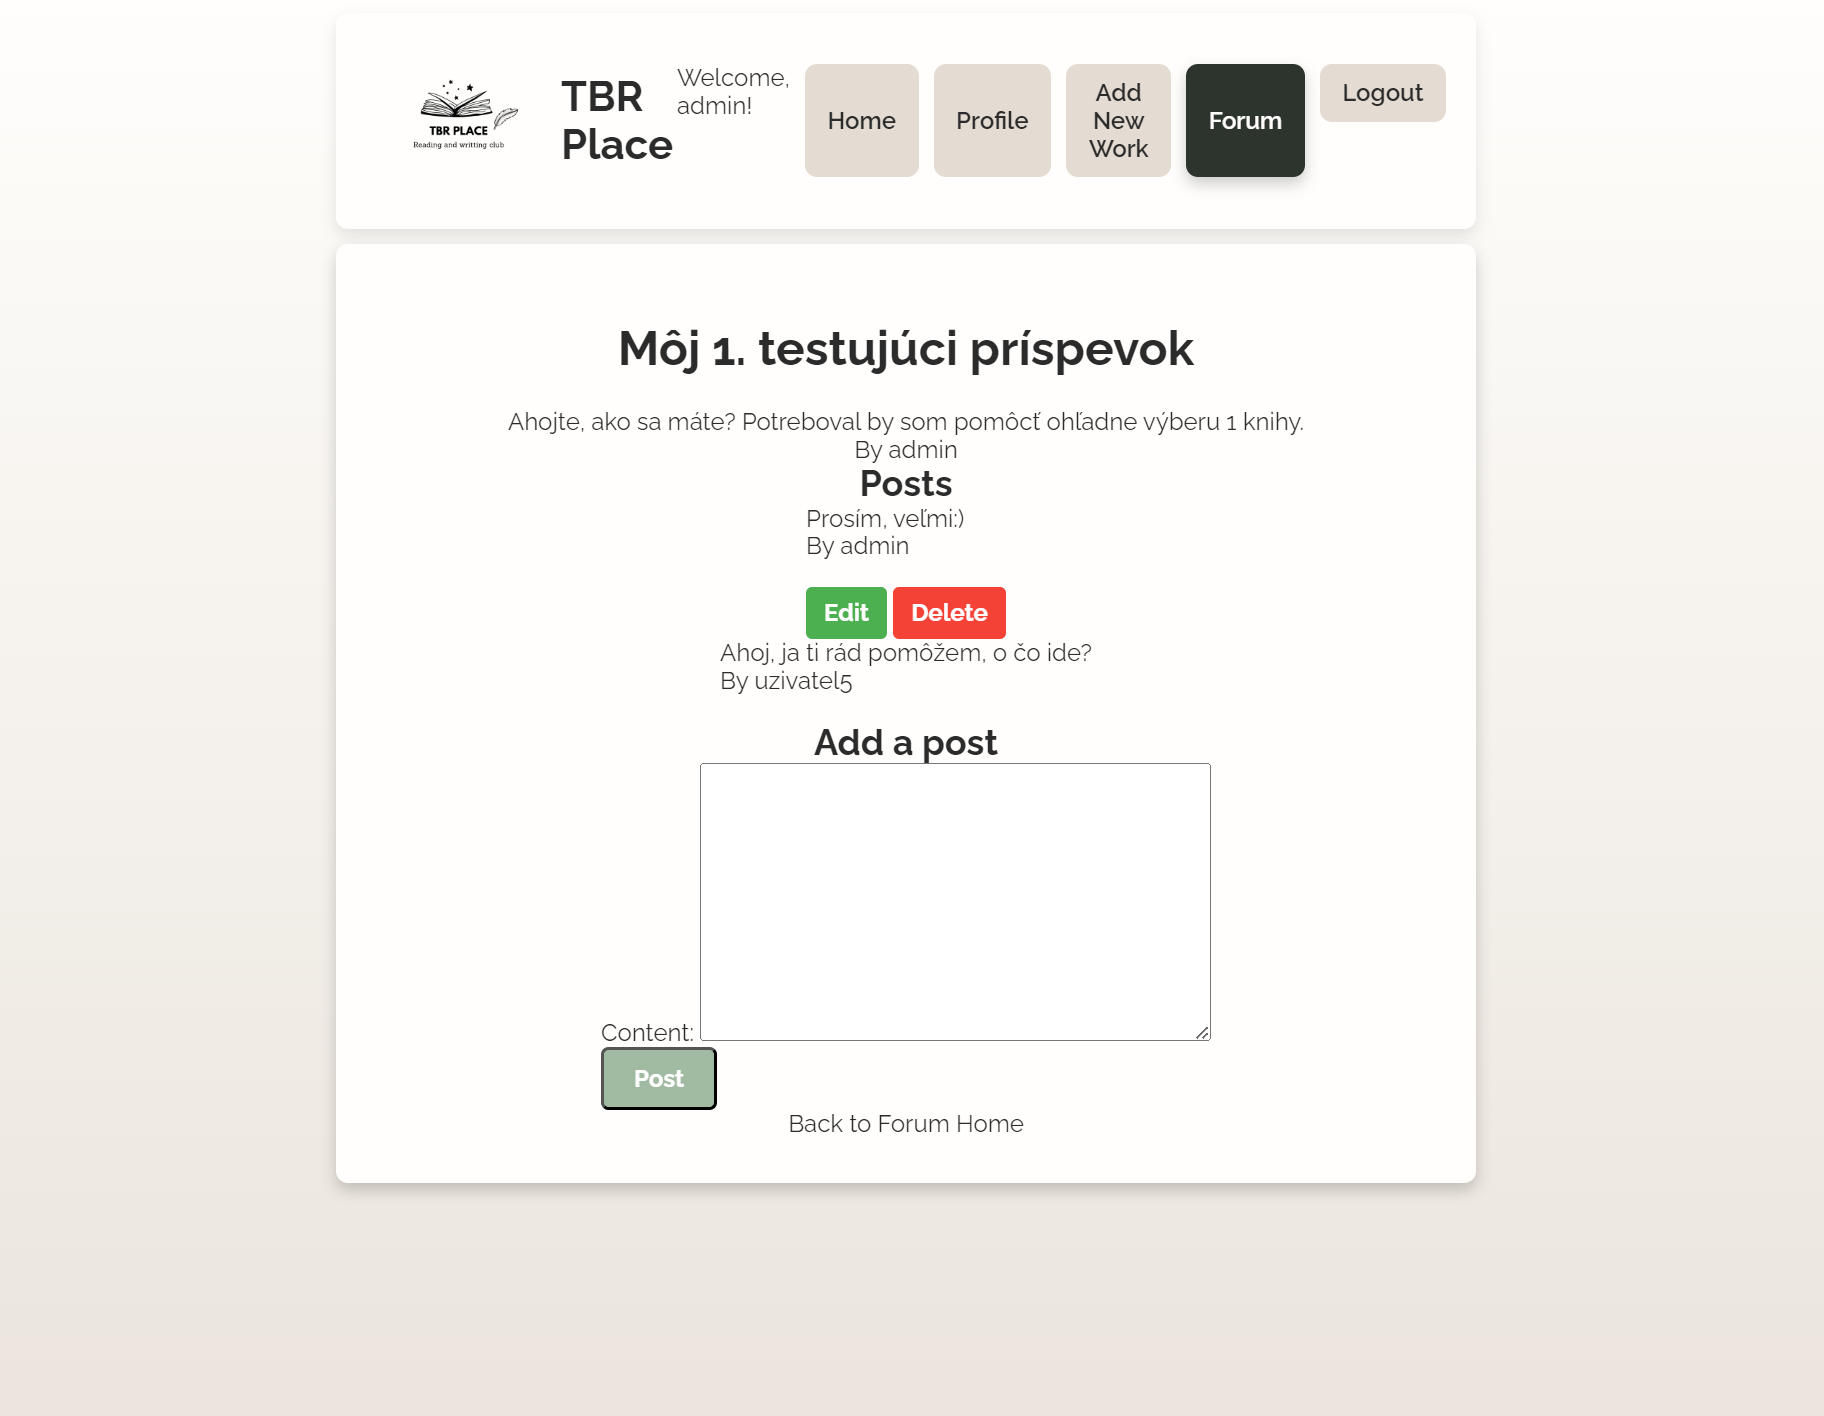 TBR PLACE
Reading and writting club
TBR
Place
Welcome,
admin!
Home
Profile
Add
New
Work
Forum
Logout
Môj 1. testujúci príspevok
Ahojte, ako sa máte? Potreboval by som pomôcť ohľadne výberu 1 knihy.
By admin
Posts
Prosím, veľmi:)
By admin
Edit Delete
Ahoj, ja ti rád pomôžem, o čo ide?
By uzivatel5
Add a post
Content:
Post
Back to Forum Home